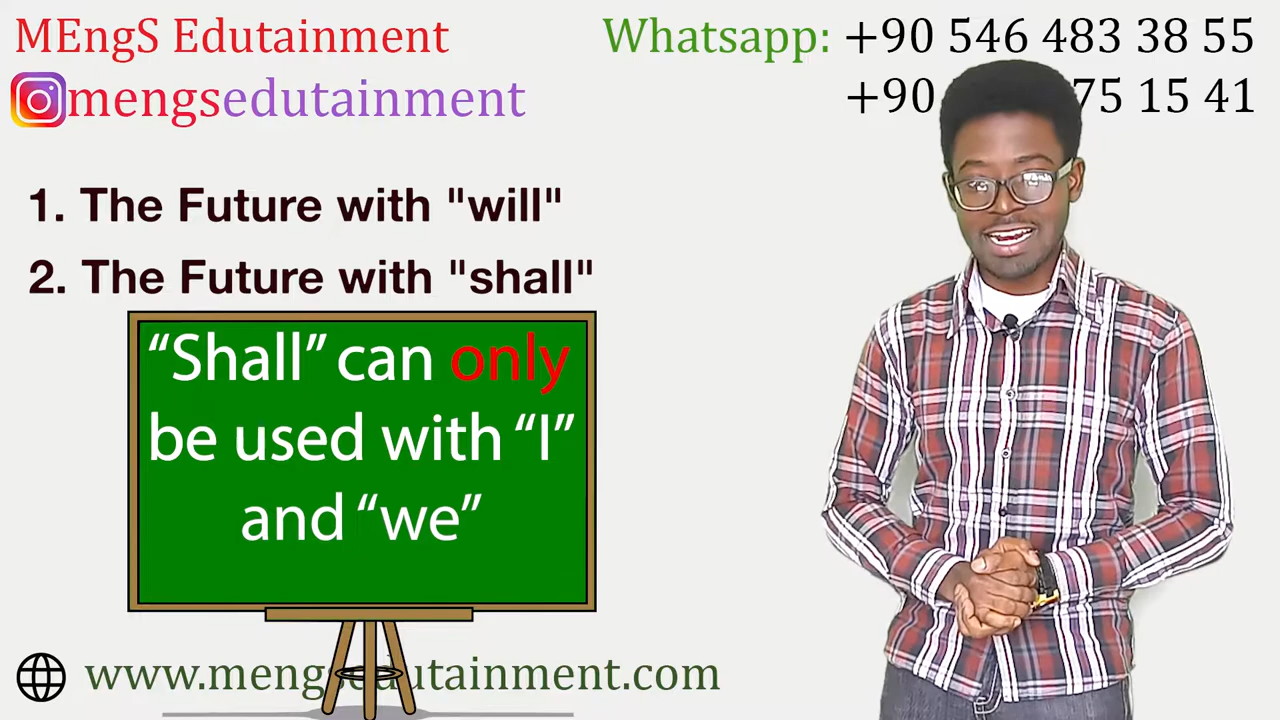 MEngS Edutainment
Whatsapp: +90 546 483 38 55
mengsedutainment
+90 75 15 41
1. The Future with "will"
2. The Future with "shall"
“Shall” can only
be used with “I”
and “we”
www.mengsedutainment.com